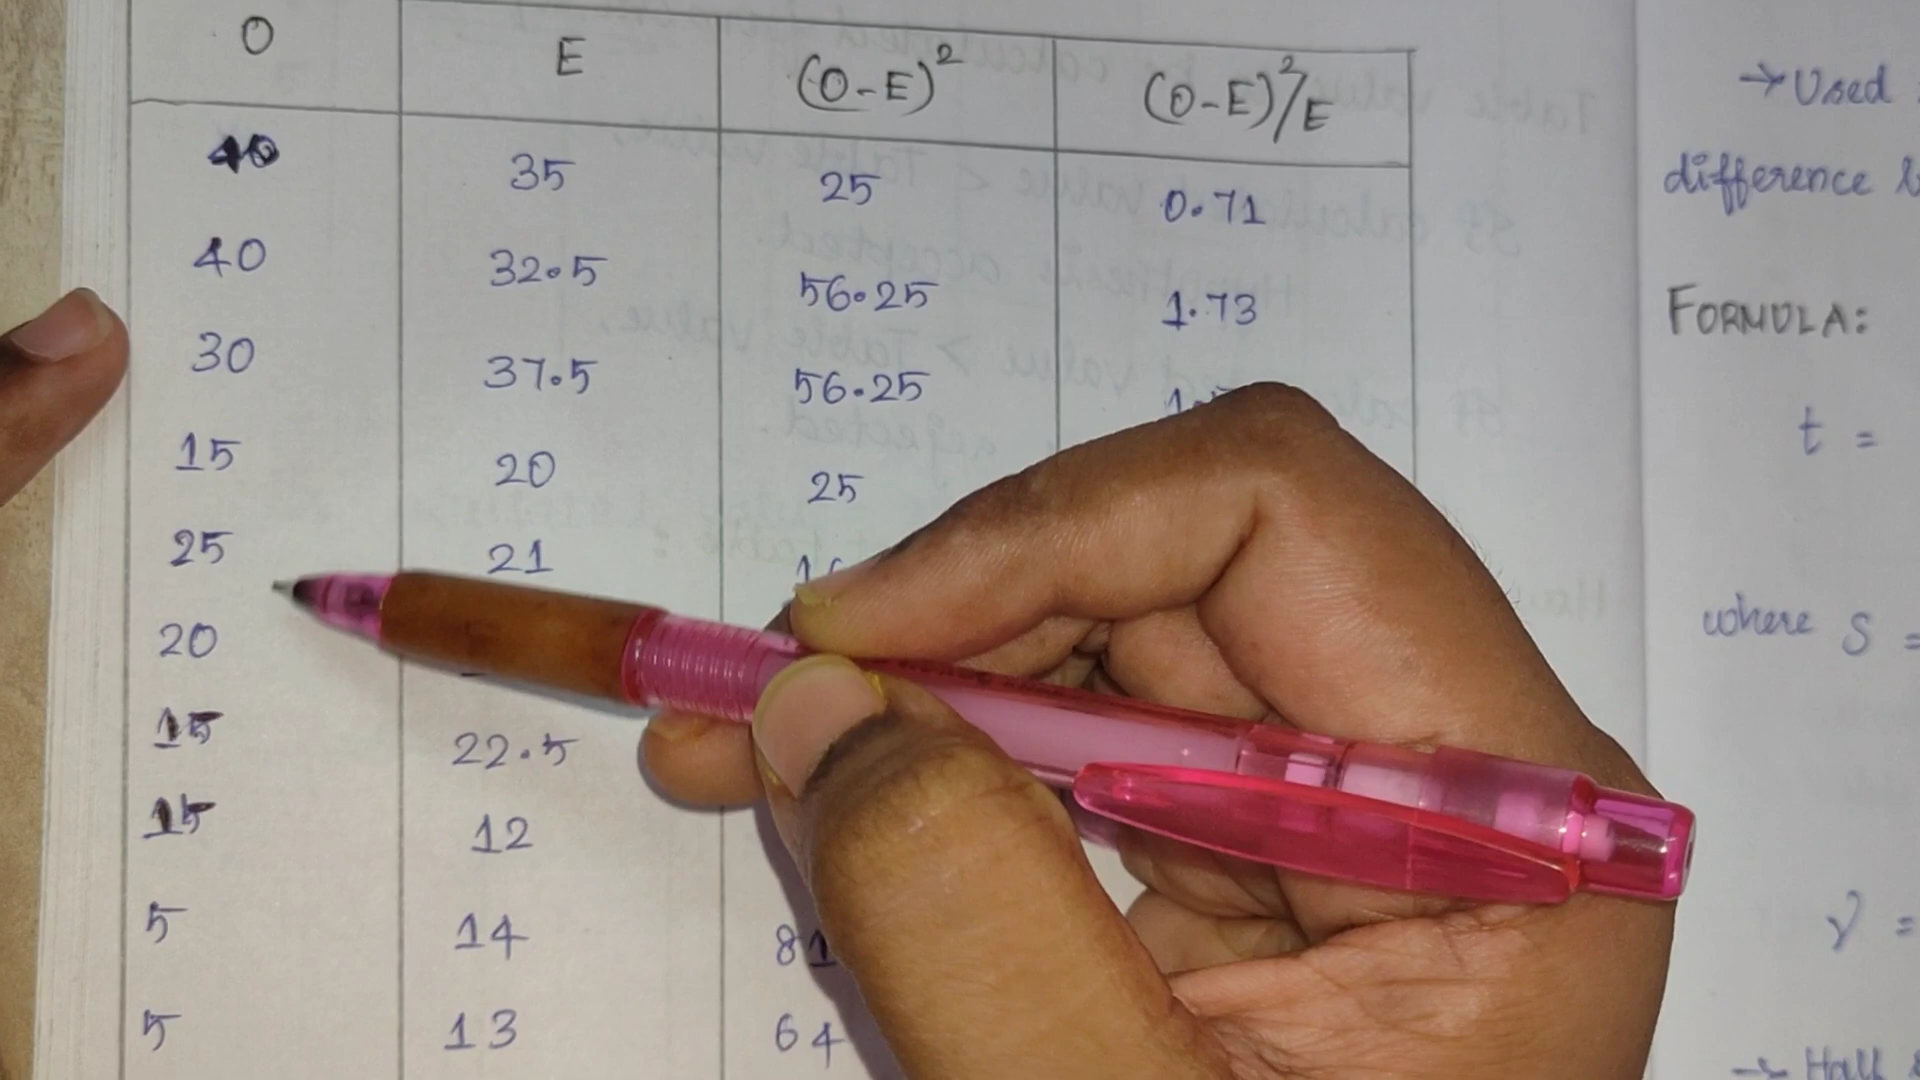 O E (O-E)² (O-E)²/E
40 35 25 0.71
40 32.5 56.25 1.73
30 37.5 56.25
15 20 25
25 21
20
15 22.5
15 12
5 14 81
5 13 64
→ Used
difference
FORMULA:
t =
where S =
γ =
→ Hall